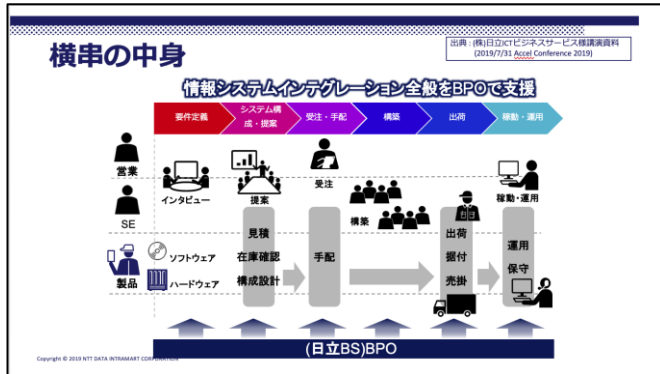 横串の中身
出典：(株)日立ICTビジネスサービス様講演資料
(2019/7/31 Accel Conference 2019)
情報システムインテグレーション全般をBPOで支援
要件定義
システム構
成・提案
受注・手配
構築
出荷
稼動・運用
営業
インタビュー
提案
受注
稼動・運用
SE
構築
見積
在庫確認
構成設計
手配
出荷
据付
売掛
運用
保守
製品
ソフトウェア
ハードウェア
(日立BS)BPO
Copyright © 2019 NTT DATA INTRAMART CORPORATION